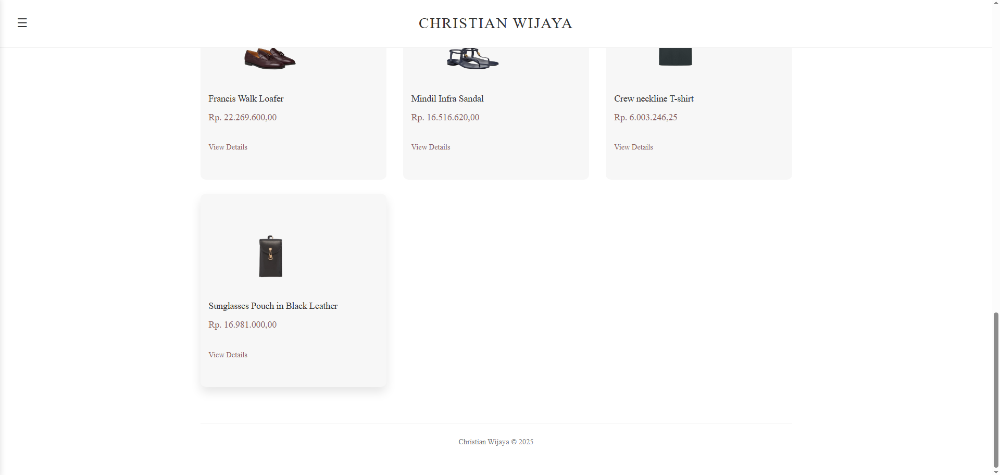 ☰ CHRISTIAN WIJAYA
Francis Walk Loafer
Rp. 22.269.600,00
View Details
Mindil Infra Sandal
Rp. 16.516.620,00
View Details
Crew neckline T-shirt
Rp. 6.003.246,25
View Details
Sunglasses Pouch in Black Leather
Rp. 16.981.000,00
View Details
Christian Wijaya © 2025